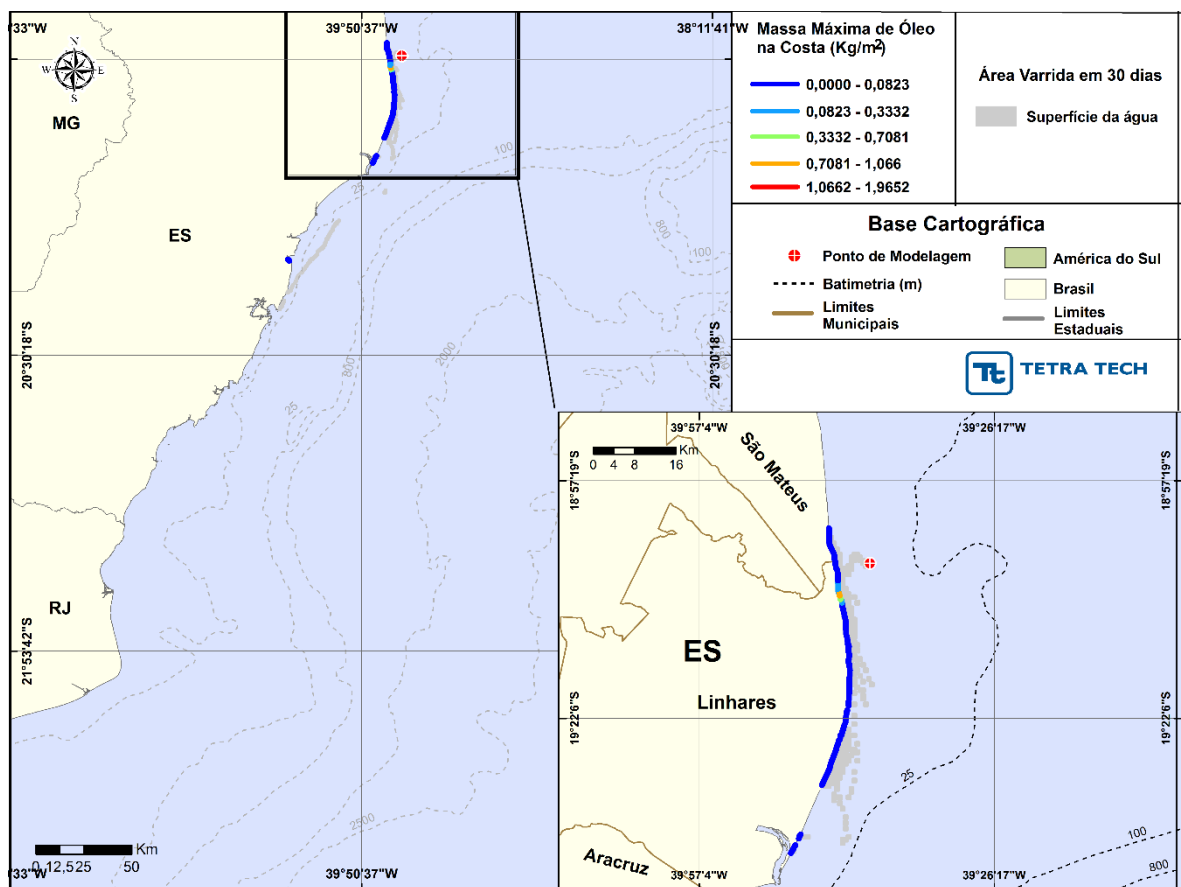 33"W
39°50'37"W
38°11'41"W
N
W
E
S
MG
ES
RJ
100
25
800
100
800
2000
25
2500
20°30'18"S
20°30'18"S
21°53'42"S
0 12,525 50
Km
33"W
39°50'37"W
Massa Máxima de Óleo
na Costa (Kg/m²)
0,0000 - 0,0823
0,0823 - 0,3332
0,3332 - 0,7081
0,7081 - 1,066
1,0662 - 1,9652
Área Varrida em 30 dias
Superfície da água
Base Cartográfica
Ponto de Modelagem
América do Sul
Batimetria (m)
Brasil
Limites
Municipais
Limites
Estaduais
Tt TETRA TECH
39°57'4"W
39°26'17"W
Km
0 4 8 16
São Mateus
18°57'19"S
18°57'19"S
ES
Linhares
19°22'6"S
19°22'6"S
25
100
800
Aracruz
39°57'4"W
39°26'17"W